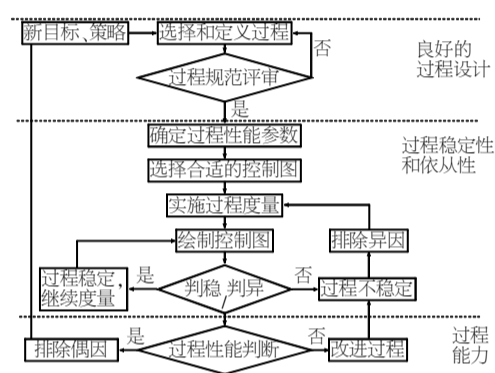 新目标、策略
选择和定义过程
否
良好的
过程设计
过程规范评审
是
确定过程性能参数
过程稳定性
和依从性
选择合适的控制图
实施过程度量
绘制控制图
排除异因
过程稳定，
继续度量
是
判稳,判异
否
过程不稳定
排除偶因
是
过程性能判断
否
改进过程
过程
能力